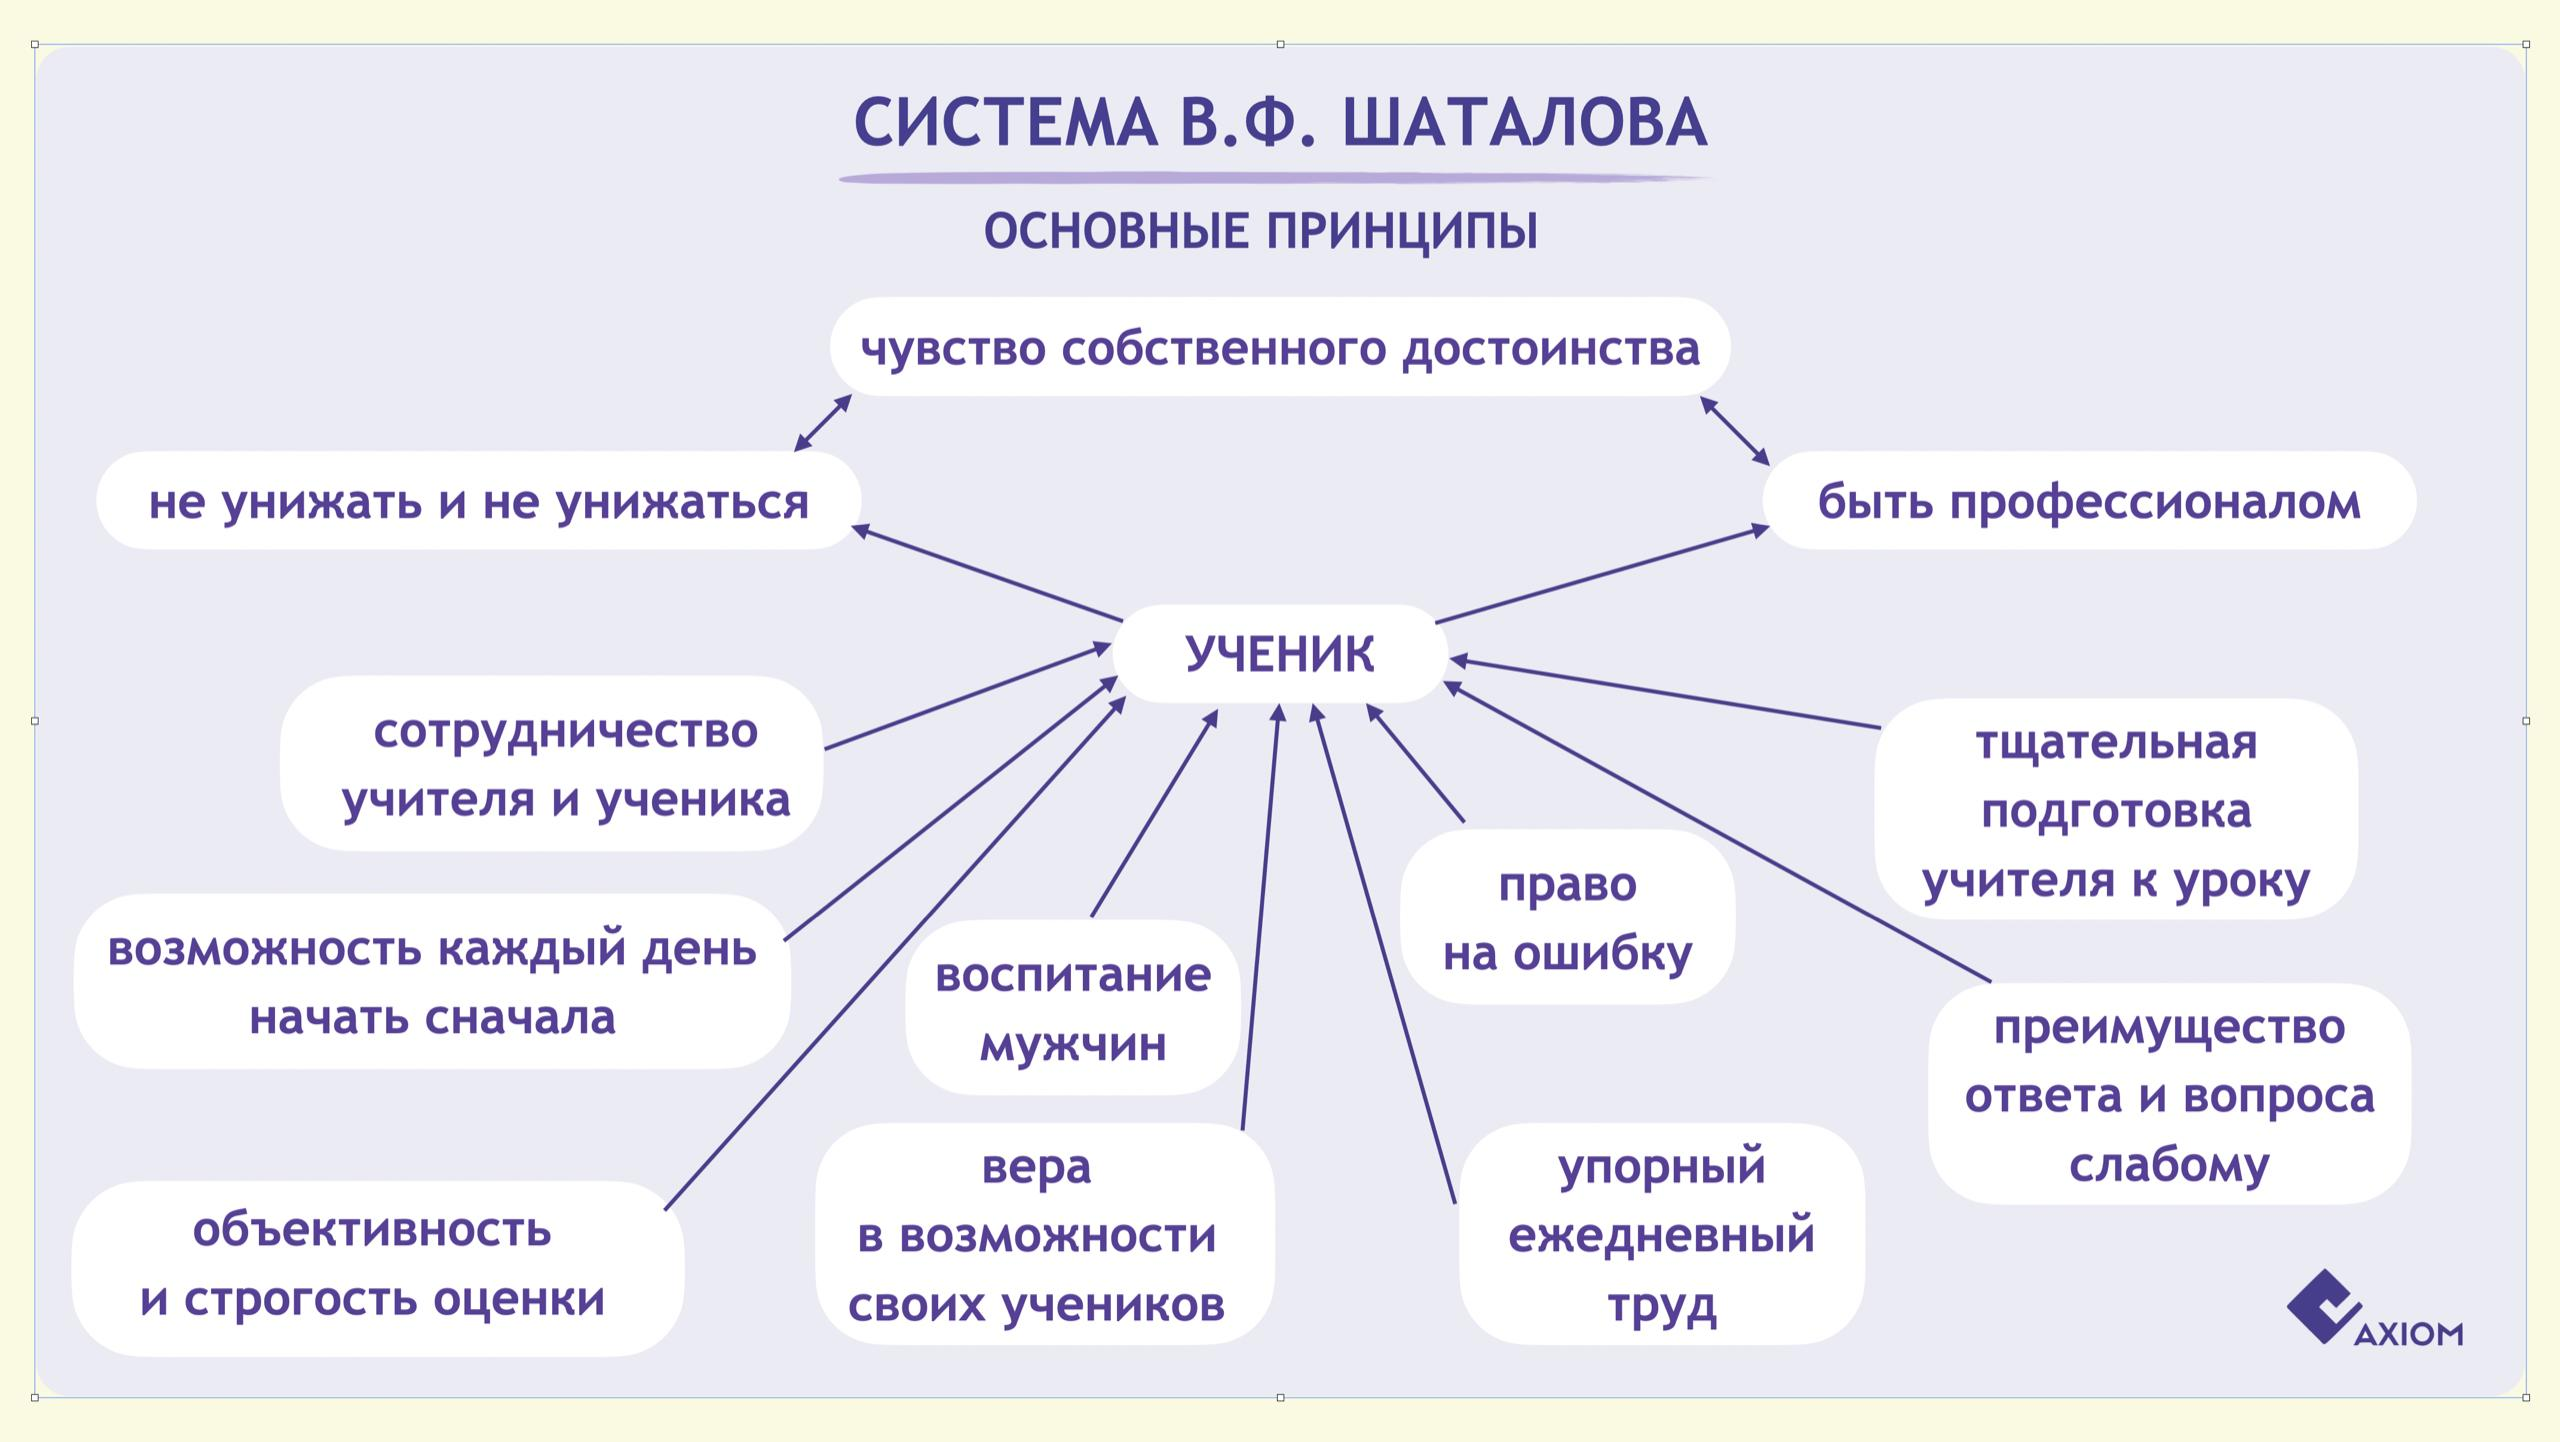 СИСТЕМА В.Ф. ШАТАЛОВА
ОСНОВНЫЕ ПРИНЦИПЫ
чувство собственного достоинства
не унижать и не унижаться
быть профессионалом
УЧЕНИК
сотрудничество
учителя и ученика
тщательная
подготовка
учителя к уроку
возможность каждый день
начать сначала
воспитание
мужчин
право
на ошибку
преимущество
ответа и вопроса
слабому
объективность
и строгость оценки
вера
в возможности
своих учеников
упорный
ежедневный
труд
AXIOM